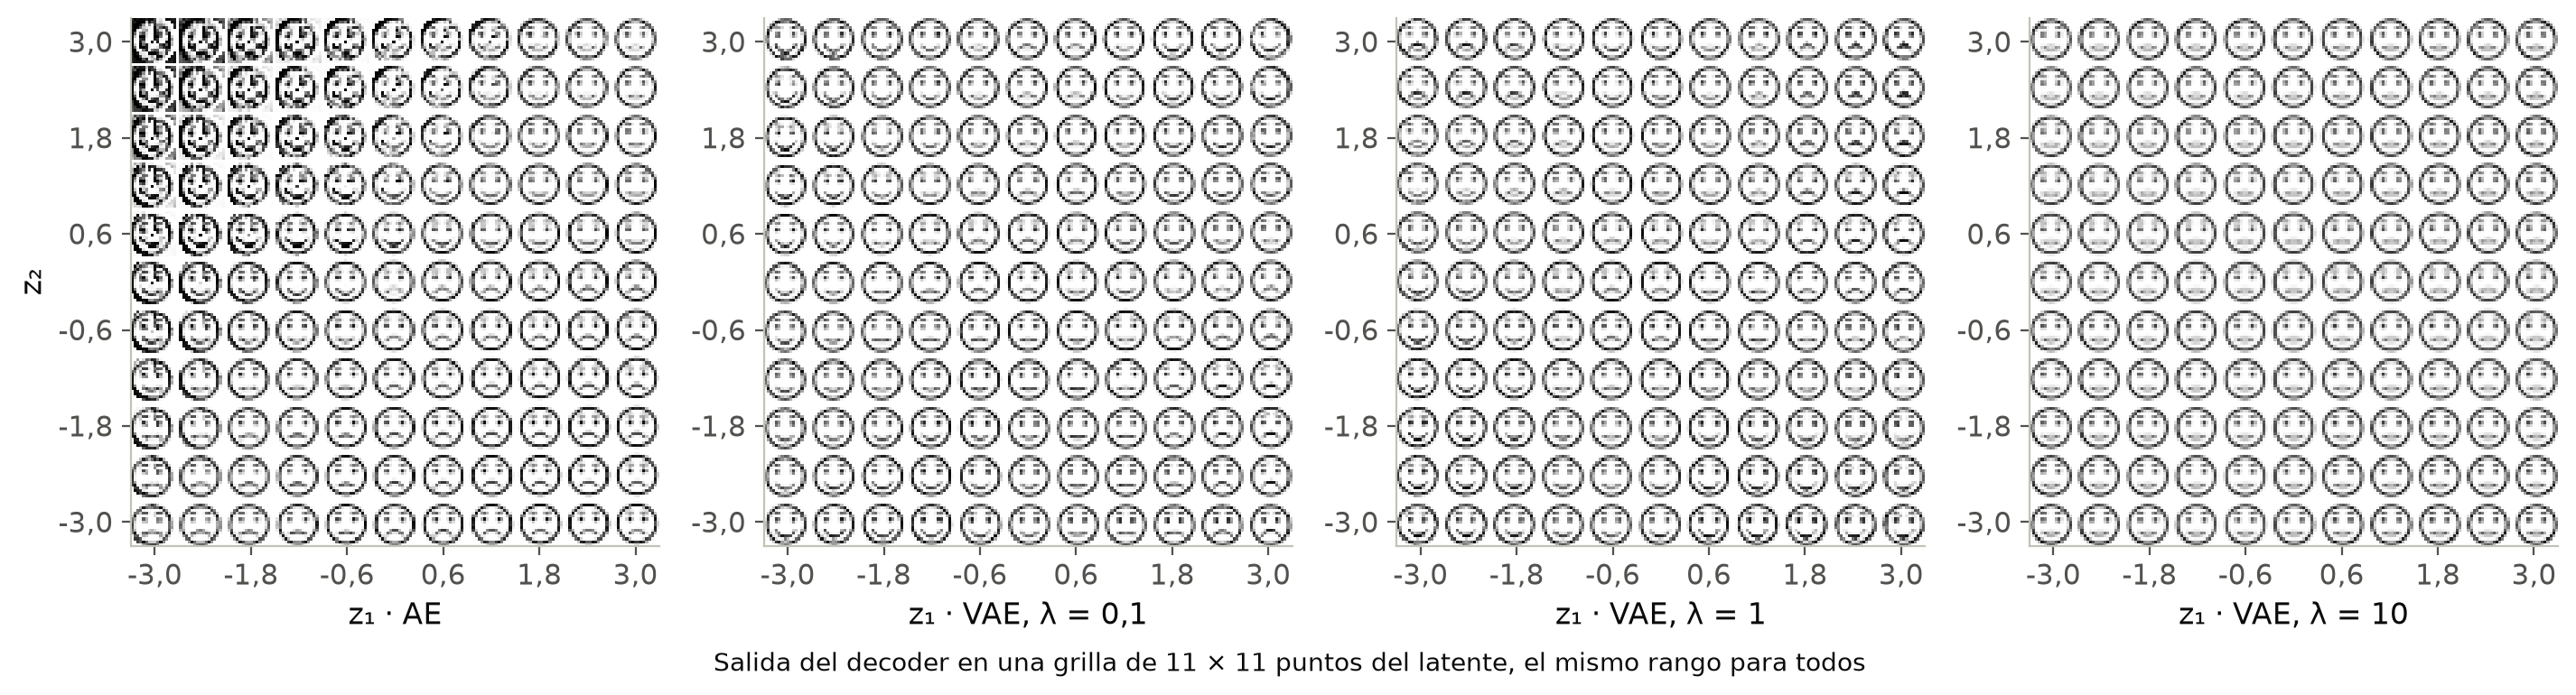 z₂
3,0 1,8 0,6 -0,6 -1,8 -3,0
-3,0 -1,8 -0,6 0,6 1,8 3,0
z₁ · AE
3,0 1,8 0,6 -0,6 -1,8 -3,0
-3,0 -1,8 -0,6 0,6 1,8 3,0
z₁ · VAE, λ = 0,1
3,0 1,8 0,6 -0,6 -1,8 -3,0
-3,0 -1,8 -0,6 0,6 1,8 3,0
z₁ · VAE, λ = 1
3,0 1,8 0,6 -0,6 -1,8 -3,0
-3,0 -1,8 -0,6 0,6 1,8 3,0
z₁ · VAE, λ = 10
Salida del decoder en una grilla de 11 × 11 puntos del latente, el mismo rango para todos